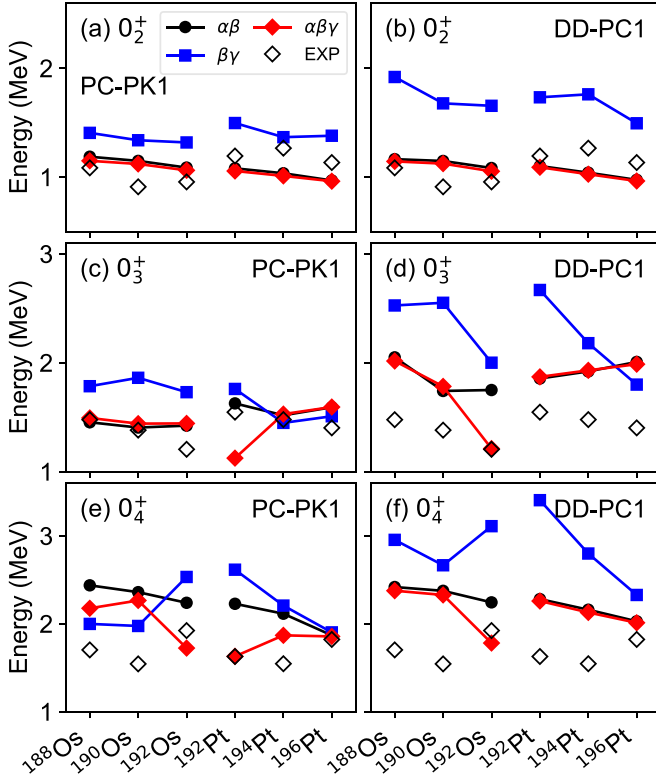 (a) 0₂⁺
αβ
αβγ
βγ
EXP
PC-PK1
(b) 0₂⁺ DD-PC1
Energy (MeV)
2
1
(c) 0₃⁺ PC-PK1
(d) 0₃⁺ DD-PC1
Energy (MeV)
3
2
1
(e) 0₄⁺ PC-PK1
(f) 0₄⁺ DD-PC1
Energy (MeV)
3
2
1
¹⁸⁸Os ¹⁹⁰Os ¹⁹²Os ¹⁹²Pt ¹⁹⁴Pt ¹⁹⁶Pt
¹⁸⁸Os ¹⁹⁰Os ¹⁹²Os ¹⁹²Pt ¹⁹⁴Pt ¹⁹⁶Pt